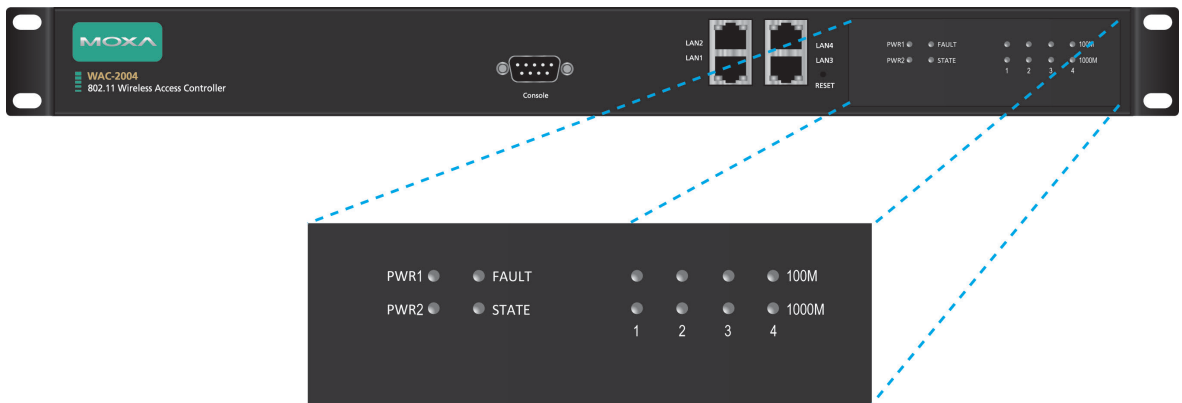 MOXA
WAC-2004
802.11 Wireless Access Controller
Console
LAN2
LAN1
LAN4
LAN3
RESET
PWR1 FAULT 100M
PWR2 STATE 1000M
1 2 3 4
PWR1 FAULT 100M
PWR2 STATE 1000M
1 2 3 4